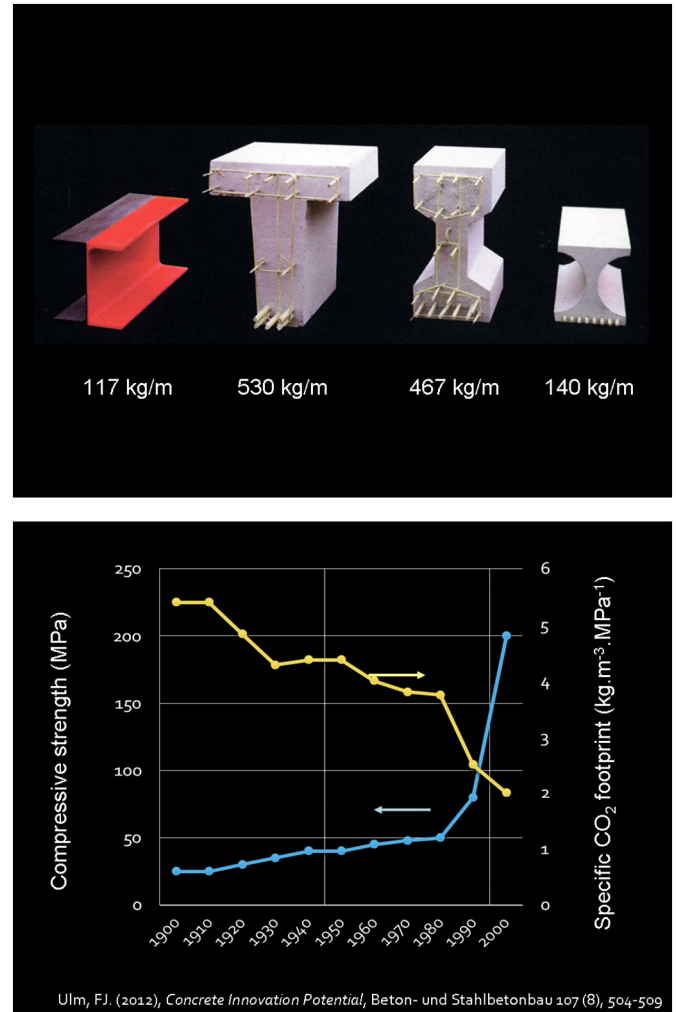 117 kg/m 530 kg/m 467 kg/m 140 kg/m
Compressive strength (MPa)
250
200
150
100
50
0
6
5
4
3
2
1
0
Specific CO₂ footprint (kg.m⁻³.MPa⁻¹)
1900 1910 1920 1930 1940 1950 1960 1970 1980 1990 2000
Ulm, FJ. (2012), Concrete Innovation Potential, Beton- und Stahlbetonbau 107 (8), 504-509